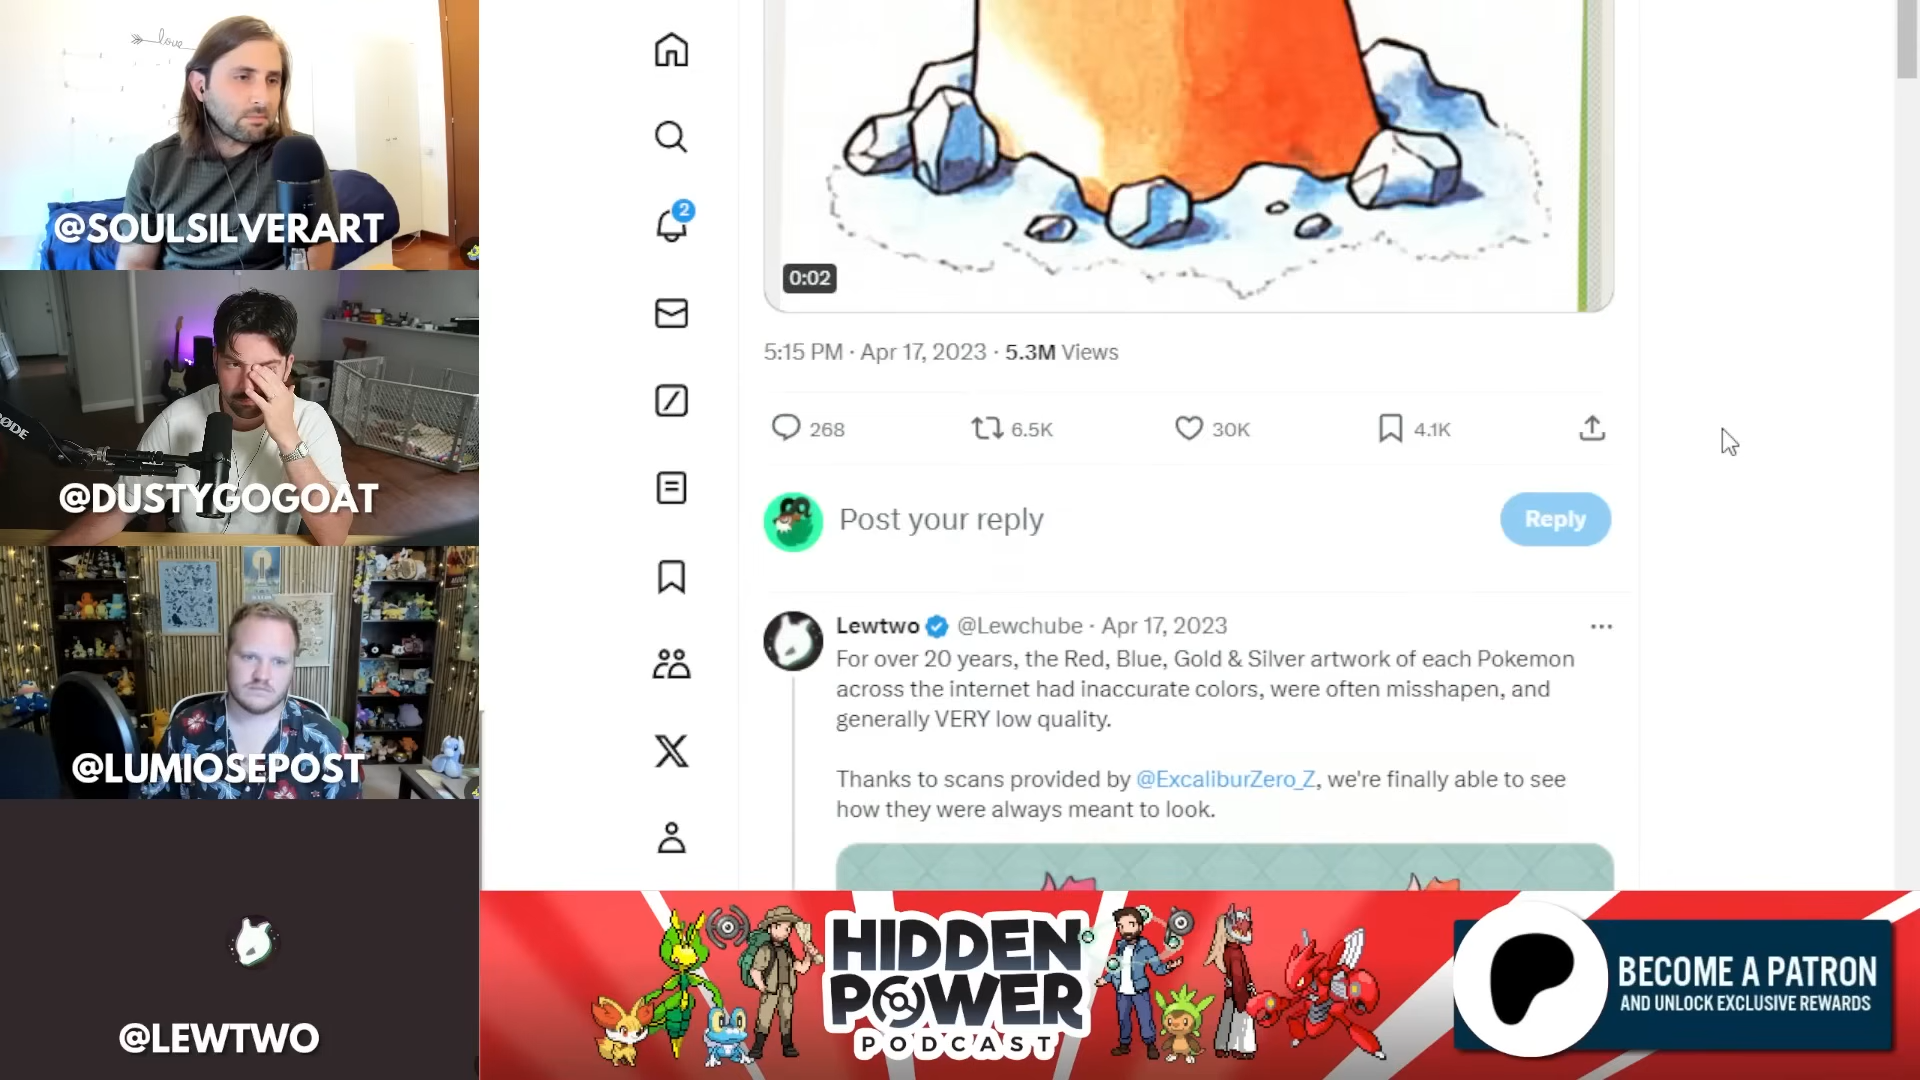 love
@SOULSILVERART
RØDE
@DUSTYGOGOAT
@LUMIOSEPOST
@LEWTWO
2
0:02
5:15 PM · Apr 17, 2023 · 5.3M Views
268 6.5K 30K 4.1K
Post your reply
Reply
Lewtwo @Lewchube · Apr 17, 2023
For over 20 years, the Red, Blue, Gold & Silver artwork of each Pokemon
across the internet had inaccurate colors, were often misshapen, and
generally VERY low quality.
Thanks to scans provided by @ExcaliburZero_Z, we're finally able to see
how they were always meant to look.
HIDDEN
POWER
PODCAST
BECOME A PATRON
AND UNLOCK EXCLUSIVE REWARDS